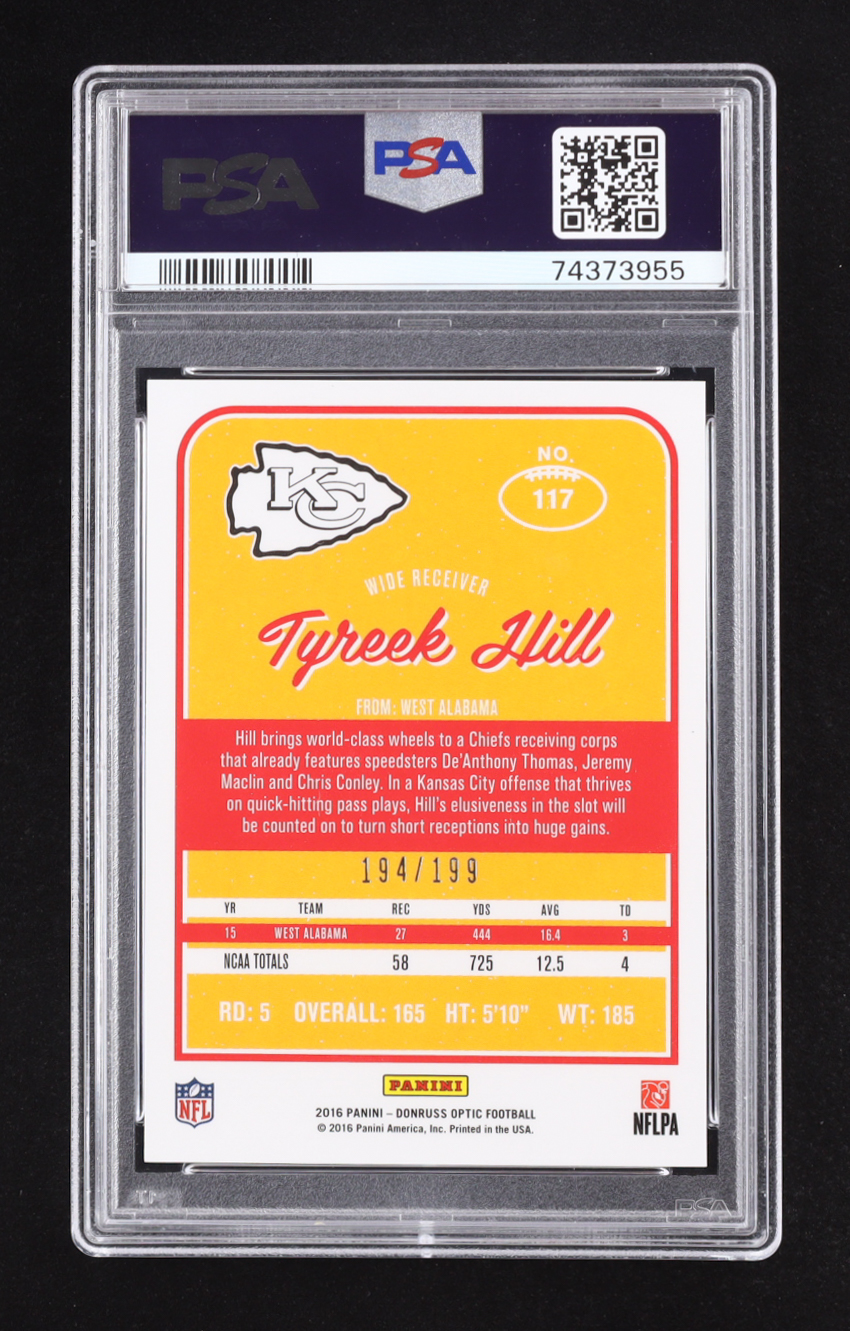 PSA PSA
74373955
KC
NO.
117
WIDE RECEIVER
Tyreek Hill
FROM: WEST ALABAMA
Hill brings world-class wheels to a Chiefs receiving corps
that already features speedsters De'Anthony Thomas, Jeremy
Maclin and Chris Conley. In a Kansas City offense that thrives
on quick-hitting pass plays, Hill's elusiveness in the slot will
be counted on to turn short receptions into huge gains.
194/199
YR TEAM REC YDS AVG TD
15 WEST ALABAMA 27 444 16.4 3
NCAA TOTALS 58 725 12.5 4
RD: 5 OVERALL: 165 HT: 5'10" WT: 185
PANINI
NFL
2016 PANINI – DONRUSS OPTIC FOOTBALL
© 2016 Panini America, Inc. Printed in the USA.
NFLPA
PSA